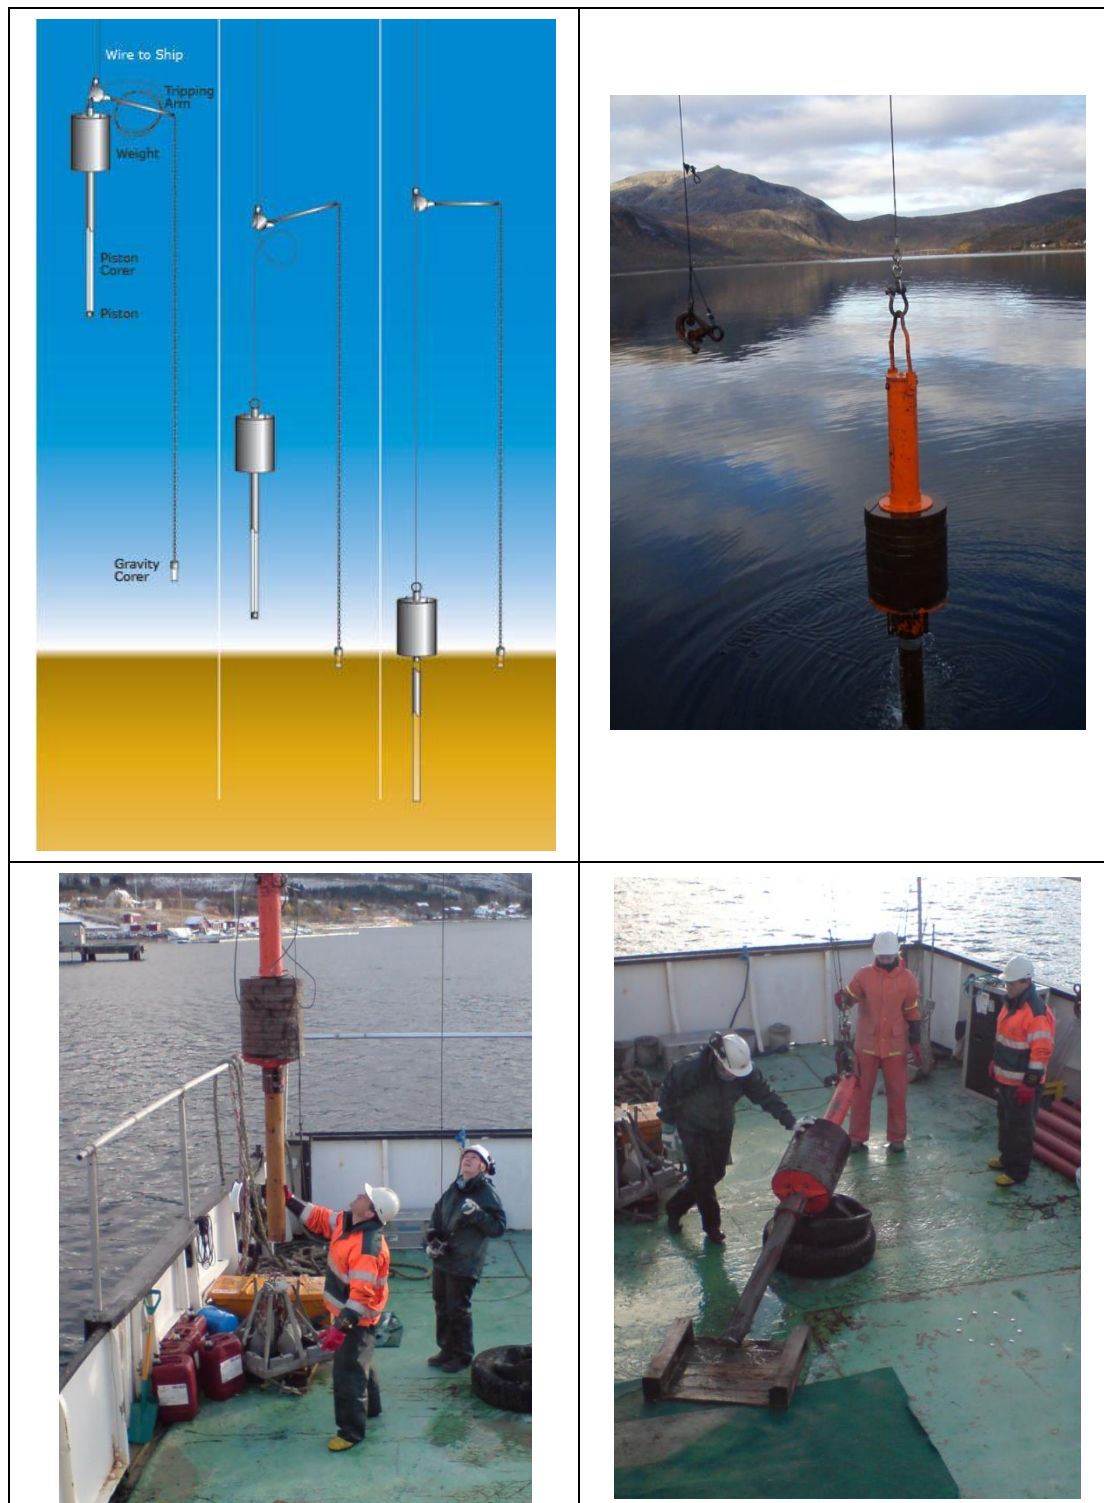 Wire to Ship
Tripping
Arm
Weight
Piston
Corer
Piston
Gravity
Corer